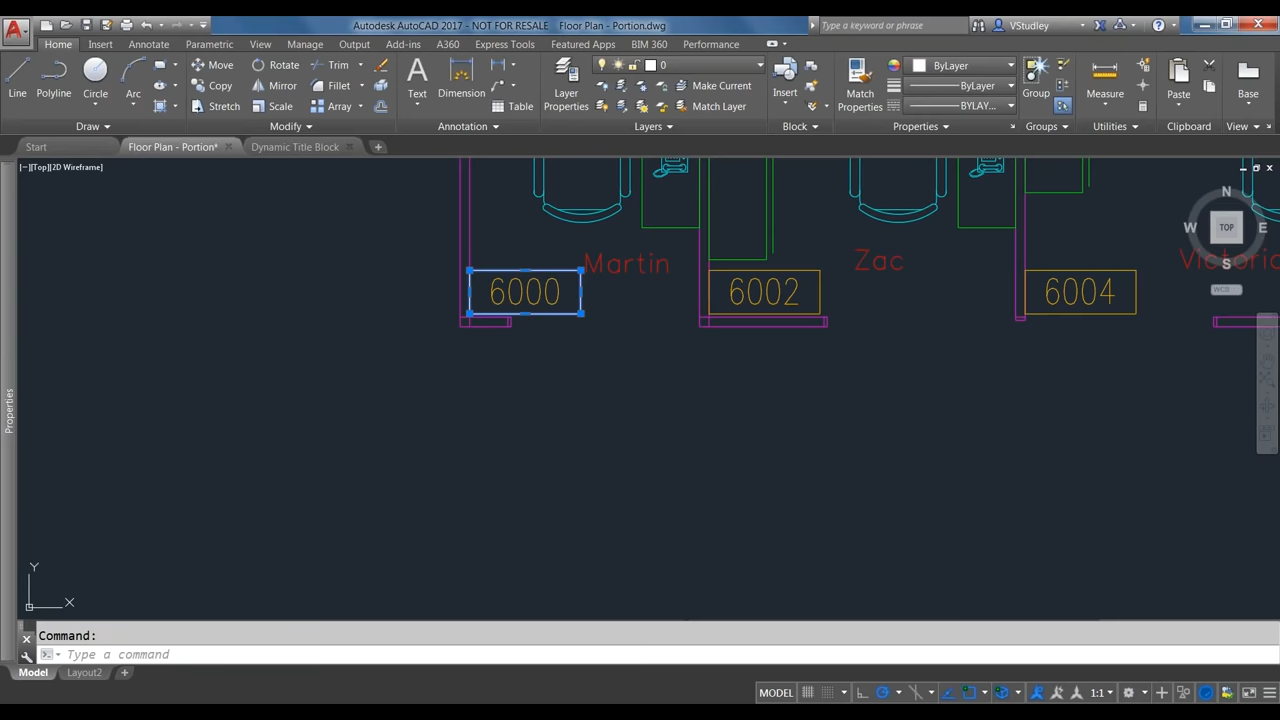 Autodesk AutoCAD 2017 - NOT FOR RESALE Floor Plan - Portion.dwg
Type a keyword or phrase
VStudley
Home Insert Annotate Parametric View Manage Output Add-ins A360 Express Tools Featured Apps BIM 360 Performance
Line Polyline Circle Arc
Move Rotate Trim
Copy Mirror Fillet
Stretch Scale Array
Text Dimension Table
Layer Properties
0
Make Current
Match Layer
Insert
Match Properties
ByLayer
ByLayer
BYLAY...
Group
Measure
Paste
Base
Draw Modify Annotation Layers Block Properties Groups Utilities Clipboard View
Start Floor Plan - Portion* Dynamic Title Block
[−][Top][2D Wireframe]
N
W TOP E
S
WCS
Martin Zac Victoria
6000 6002 6004
Properties
Y
X
Command:
Type a command
Model Layout2
MODEL 1:1